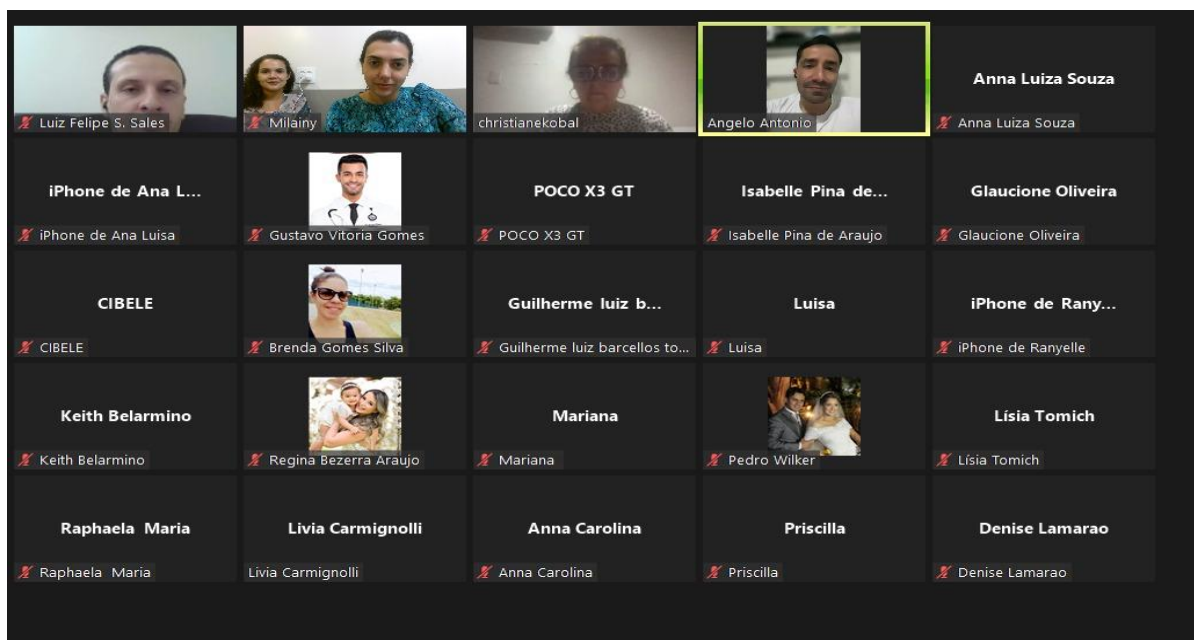 Luiz Felipe S. Sales
Milainy
christianekobal
Angelo Antonio
Anna Luiza Souza
Anna Luiza Souza
iPhone de Ana L...
iPhone de Ana Luisa
Gustavo Vitoria Gomes
POCO X3 GT
POCO X3 GT
Isabelle Pina de...
Isabelle Pina de Araujo
Glaucione Oliveira
Glaucione Oliveira
CIBELE
CIBELE
Brenda Gomes Silva
Guilherme luiz b...
Guilherme luiz barcellos to...
Luisa
Luisa
iPhone de Rany...
iPhone de Ranyelle
Keith Belarmino
Keith Belarmino
Regina Bezerra Araujo
Mariana
Mariana
Pedro Wilker
Lísia Tomich
Lísia Tomich
Raphaela Maria
Raphaela Maria
Livia Carmignolli
Livia Carmignolli
Anna Carolina
Anna Carolina
Priscilla
Priscilla
Denise Lamarao
Denise Lamarao